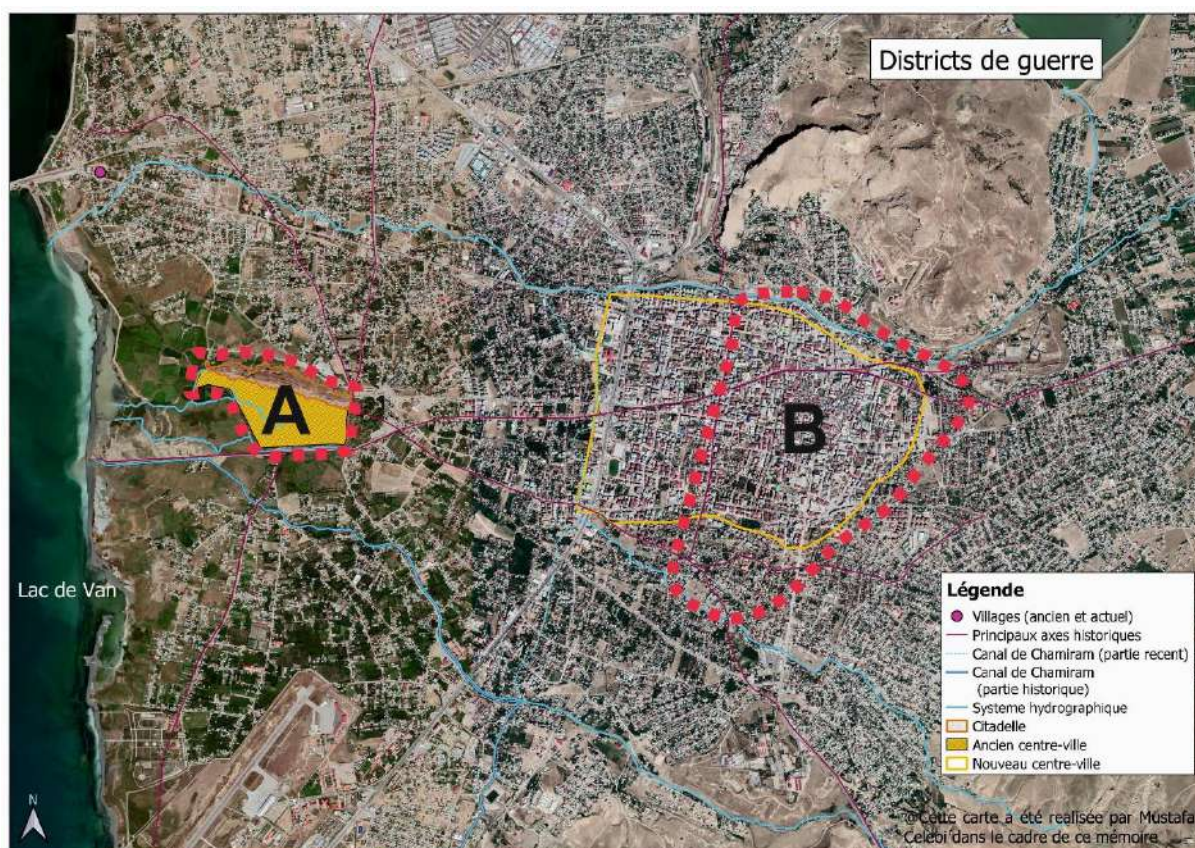 Districts de guerre
A
B
Lac de Van
N
Légende
Villages (ancien et actuel)
Principaux axes historiques
Canal de Chamiram (partie recent)
Canal de Chamiram
(partie historique)
Systeme hydrographique
Citadelle
Ancien centre-ville
Nouveau centre-ville
@Cette carte a été realisée par Mustafa
Celebi dans le cadre de ce mémoire